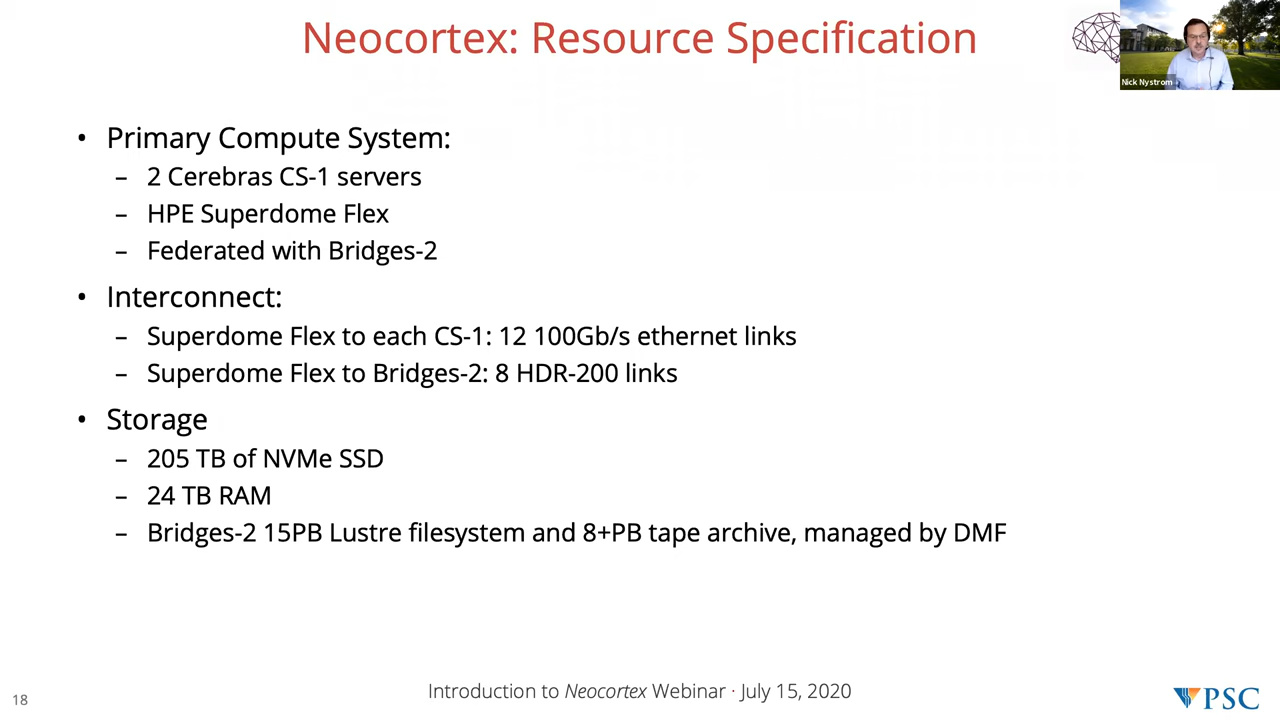 Neocortex: Resource Specification
Nick Nystrom
• Primary Compute System:
– 2 Cerebras CS-1 servers
– HPE Superdome Flex
– Federated with Bridges-2
• Interconnect:
– Superdome Flex to each CS-1: 12 100Gb/s ethernet links
– Superdome Flex to Bridges-2: 8 HDR-200 links
• Storage
– 205 TB of NVMe SSD
– 24 TB RAM
– Bridges-2 15PB Lustre filesystem and 8+PB tape archive, managed by DMF
18
Introduction to Neocortex Webinar · July 15, 2020
PSC